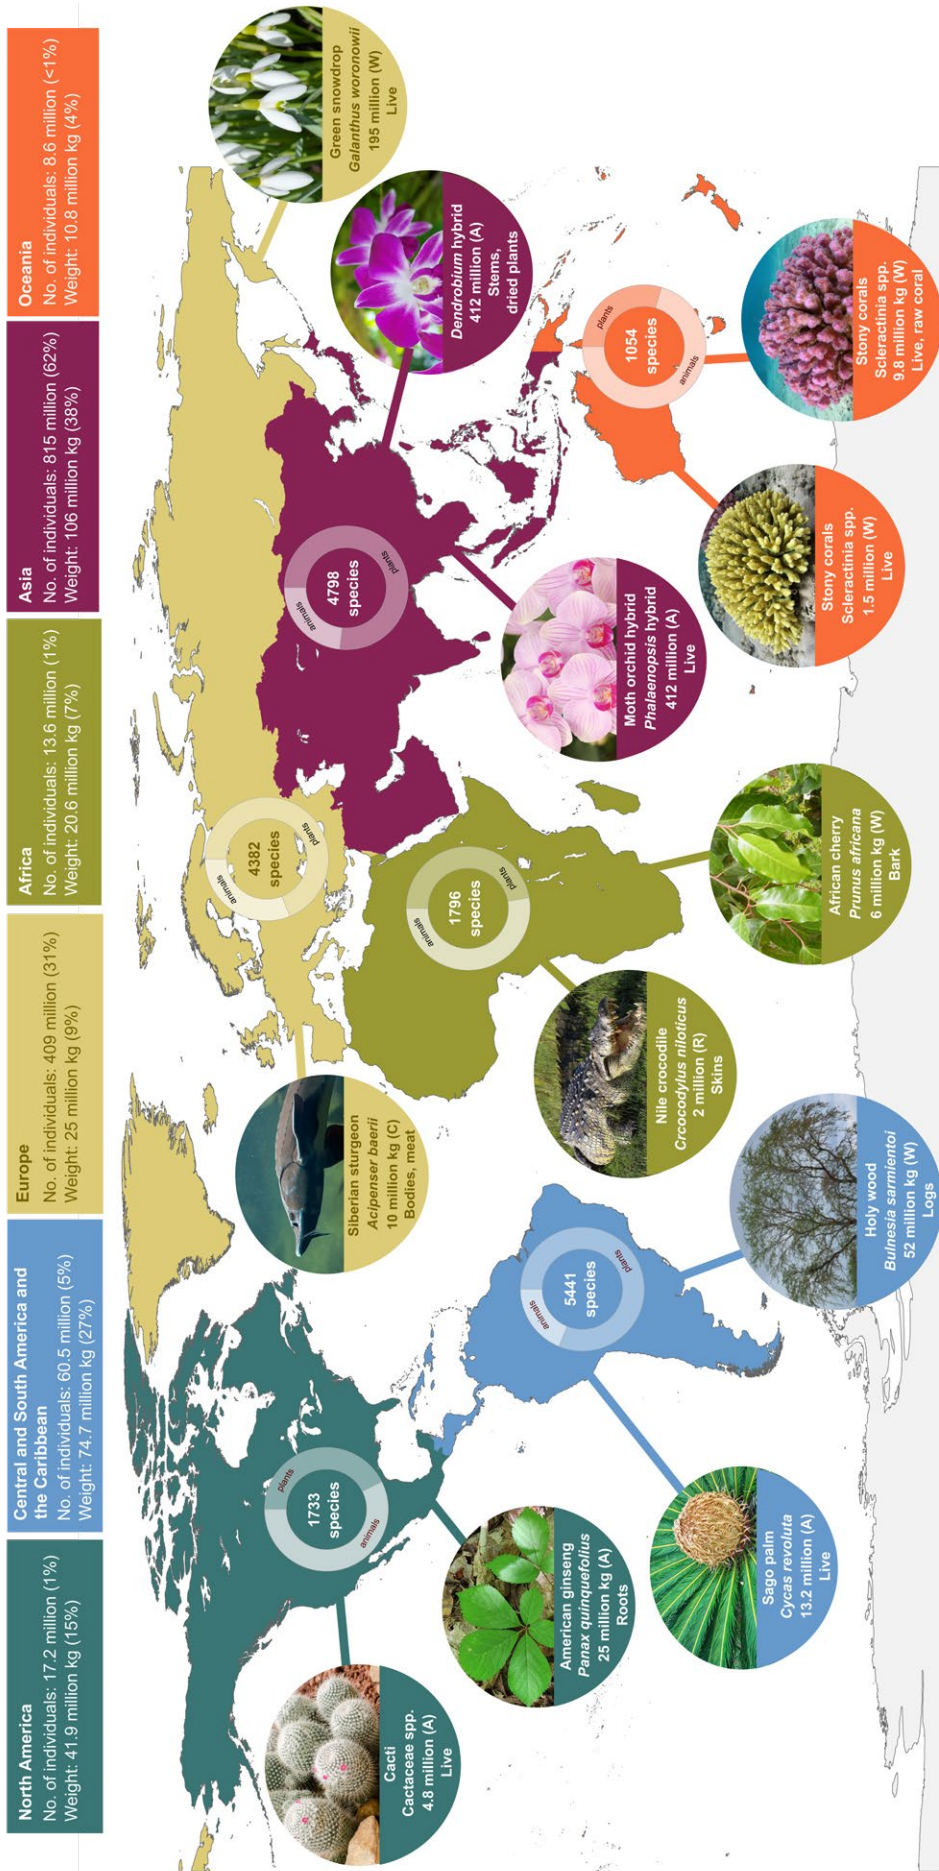 North America
No. of individuals: 17.2 million (1%)
Weight: 41.9 million kg (15%)
Central and South America and
the Caribbean
No. of individuals: 60.5 million (5%)
Weight: 74.7 million kg (27%)
Europe
No. of individuals: 409 million (31%)
Weight: 25 million kg (9%)
Africa
No. of individuals: 13.6 million (1%)
Weight: 20.6 million kg (7%)
Asia
No. of individuals: 815 million (62%)
Weight: 106 million kg (38%)
Oceania
No. of individuals: 8.6 million (<1%)
Weight: 10.8 million kg (4%)
Green snowdrop
Galanthus woronowii
195 million (W)
Live
Dendrobium hybrid
412 million (A)
Stems,
dried plants
4382
species
animals
plants
4798
species
animals
plants
Siberian sturgeon
Acipenser baerii
10 million kg (C)
Bodies, meat
1733
species
plants
animals
Cacti
Cactaceae spp.
4.8 million (A)
Live
1796
species
animals
plants
American ginseng
Panax quinquefolius
25 million kg (A)
Roots
5441
species
animals
plants
Nile crocodile
Crcocodylus niloticus
2 million (R)
Skins
Moth orchid hybrid
Phalaenopsis hybrid
412 million (A)
Live
1054
species
plants
animals
Sago palm
Cycas revoluta
13.2 million (A)
Live
Holy wood
Bulnesia sarmientoi
52 million kg (W)
Logs
African cherry
Prunus africana
6 million kg (W)
Bark
Stony corals
Scleractinia spp.
1.5 million (W)
Live
Stony corals
Scleractinia spp.
9.8 million kg (W)
Live, raw coral